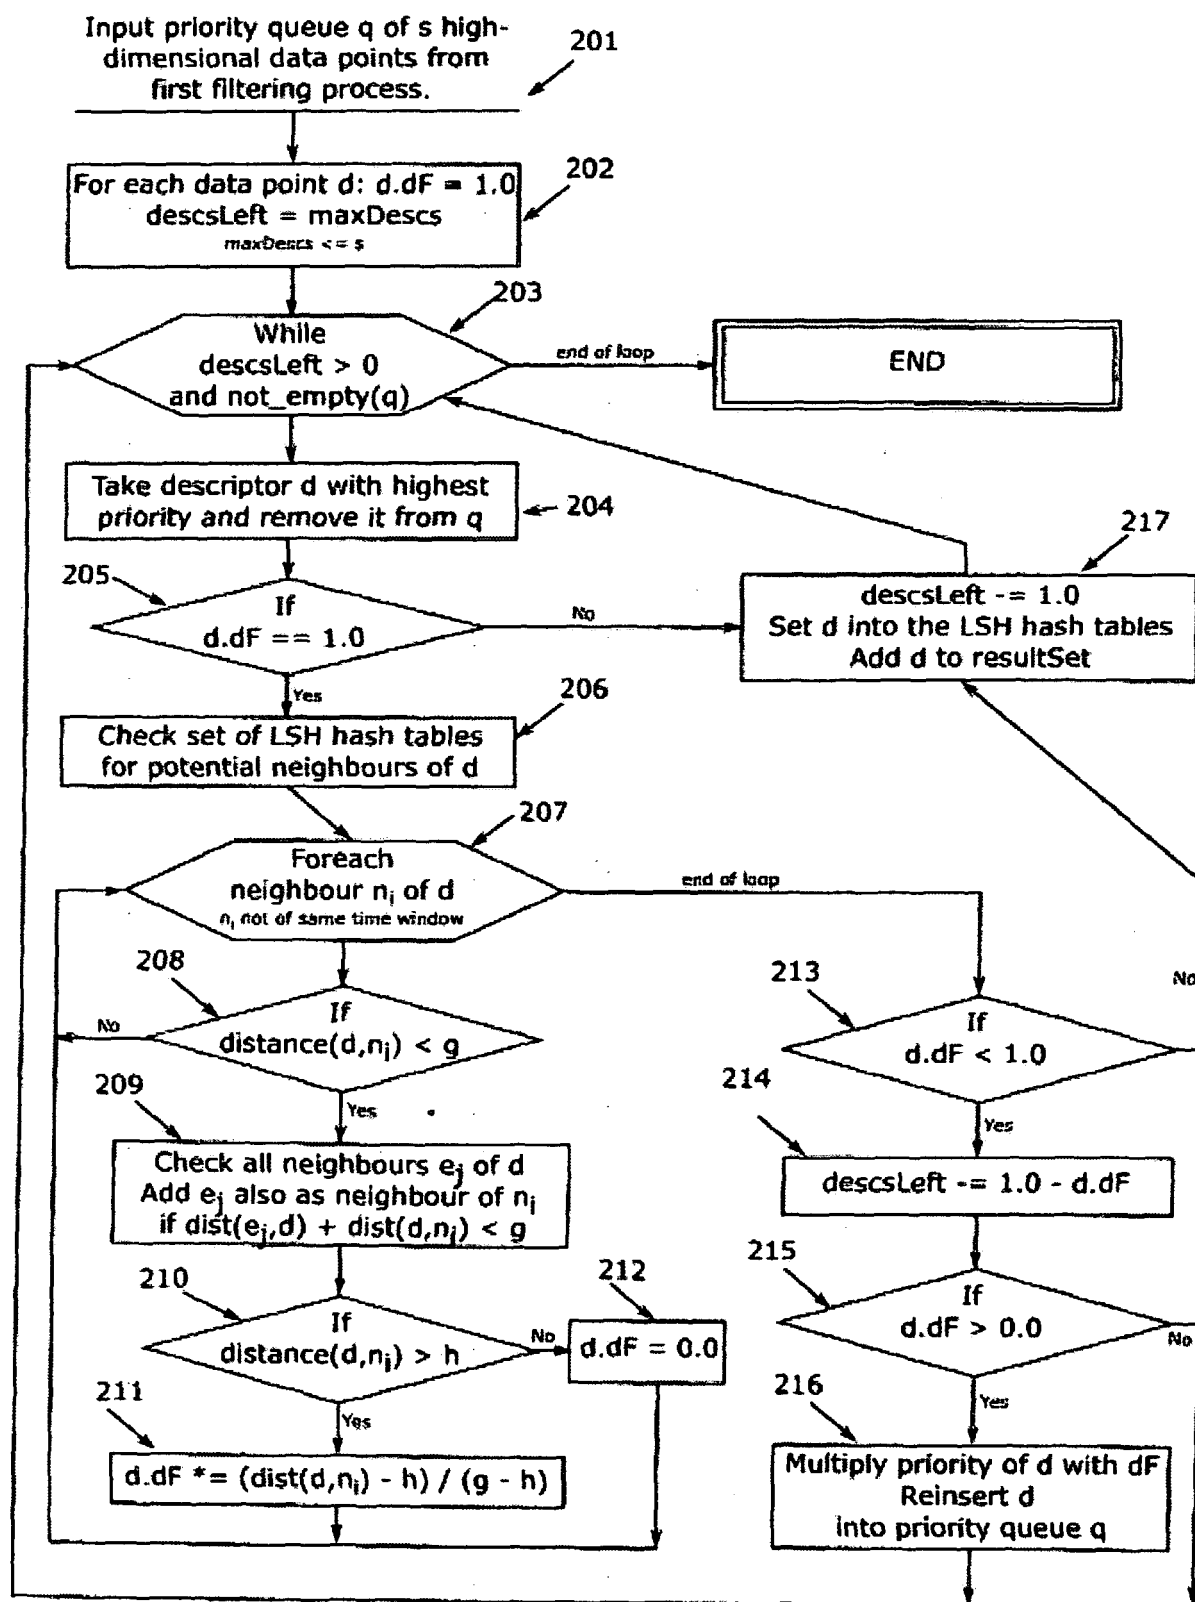 Input priority queue q of s high-
dimensional data points from
first filtering process.
201
For each data point d: d.dF = 1.0
descsLeft = maxDescs
maxDescs <= s
202
203
While
descsLeft > 0
and not_empty(q)
end of loop
END
Take descriptor d with highest
priority and remove it from q
204
205
If
d.dF == 1.0
No
217
descsLeft -= 1.0
Set d into the LSH hash tables
Add d to resultSet
Yes
206
Check set of LSH hash tables
for potential neighbours of d
207
Foreach
neighbour ni of d
ni not of same time window
end of loop
208
If
distance(d,ni) < g
No
213
If
d.dF < 1.0
No
209
Yes
Check all neighbours ej of d
Add ej also as neighbour of ni
if dist(ej,d) + dist(d,ni) < g
214
Yes
descsLeft -= 1.0 - d.dF
210
If
distance(d,ni) > h
No
212
d.dF = 0.0
215
If
d.dF > 0.0
No
211
Yes
d.dF *= (dist(d,ni) - h) / (g - h)
216
Yes
Multiply priority of d with dF
Reinsert d
into priority queue q